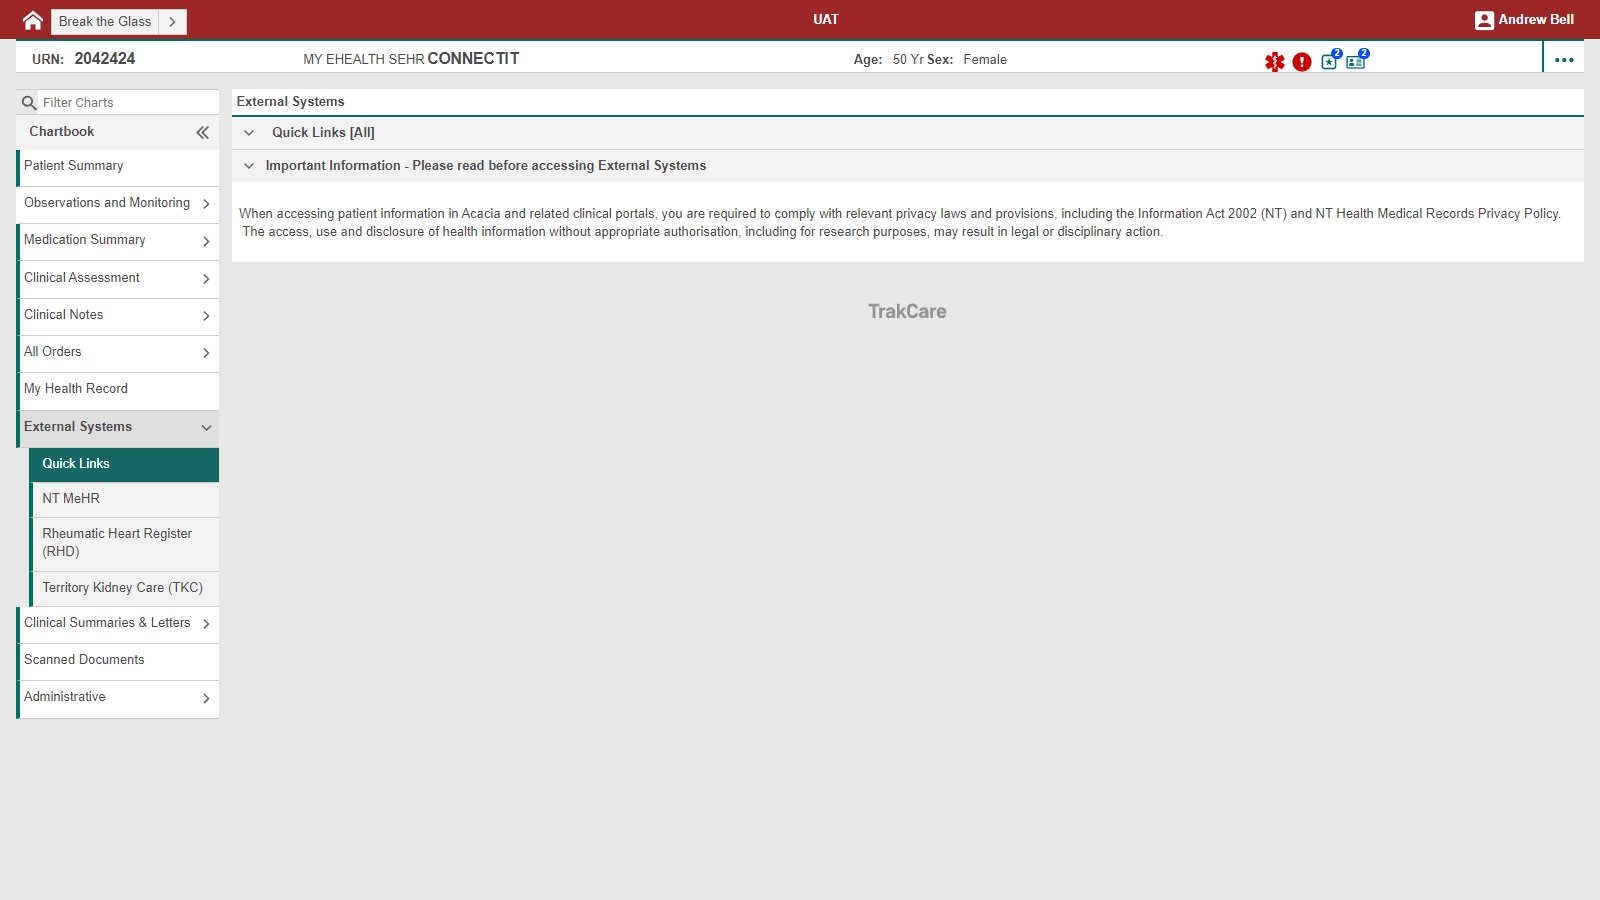 Break the Glass
UAT
Andrew Bell
URN: 2042424 MY EHEALTH SEHR CONNECTIT Age: 50 Yr Sex: Female
2 2
Filter Charts
Chartbook
Patient Summary
Observations and Monitoring
Medication Summary
Clinical Assessment
Clinical Notes
All Orders
My Health Record
External Systems
Quick Links
NT MeHR
Rheumatic Heart Register
(RHD)
Territory Kidney Care (TKC)
Clinical Summaries & Letters
Scanned Documents
Administrative
External Systems
Quick Links [All]
Important Information - Please read before accessing External Systems
When accessing patient information in Acacia and related clinical portals, you are required to comply with relevant privacy laws and provisions, including the Information Act 2002 (NT) and NT Health Medical Records Privacy Policy.
The access, use and disclosure of health information without appropriate authorisation, including for research purposes, may result in legal or disciplinary action.
TrakCare